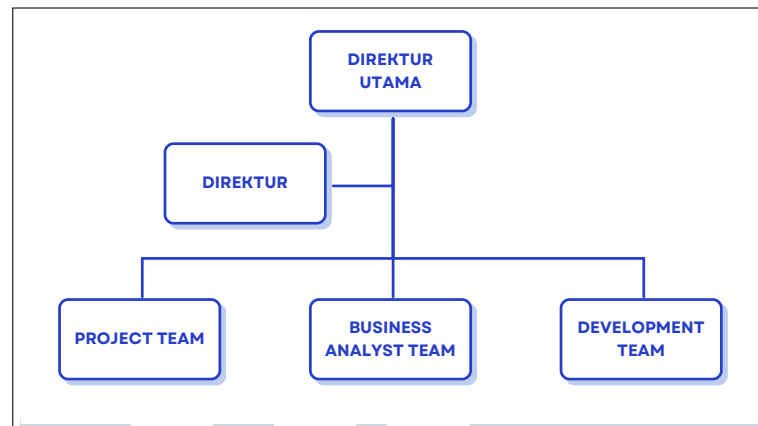 DIREKTUR
UTAMA
DIREKTUR
PROJECT TEAM
BUSINESS
ANALYST TEAM
DEVELOPMENT
TEAM